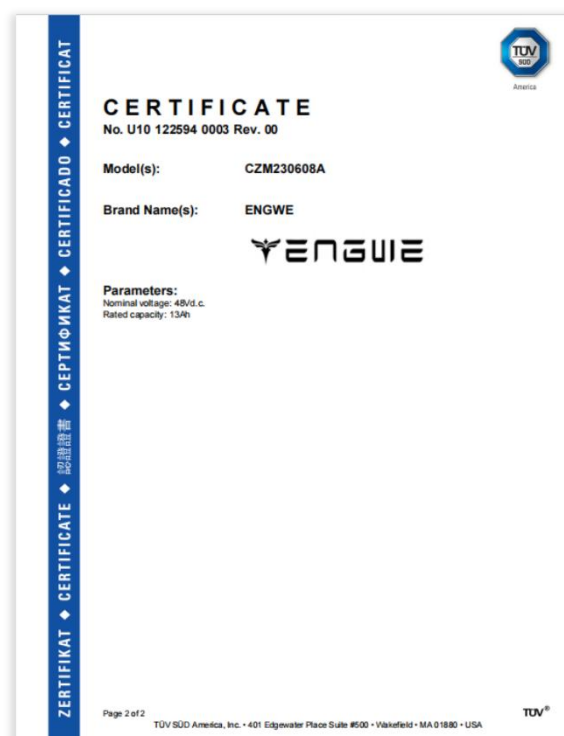 TÜV
SÜD
America
CERTIFICATE
No. U10 122594 0003 Rev. 00
Model(s): CZM230608A
Brand Name(s): ENGWE
ENGWE
Parameters:
Nominal voltage: 48Vd.c.
Rated capacity: 13Ah
ZERTIFIKAT ◆ CERTIFICATE ◆ 認證證書 ◆ СЕРТИФИКАТ ◆ CERTIFICADO ◆ CERTIFICAT
Page 2 of 2
TÜV SÜD America, Inc. • 401 Edgewater Place Suite #500 • Wakefield • MA 01880 • USA
TÜV®